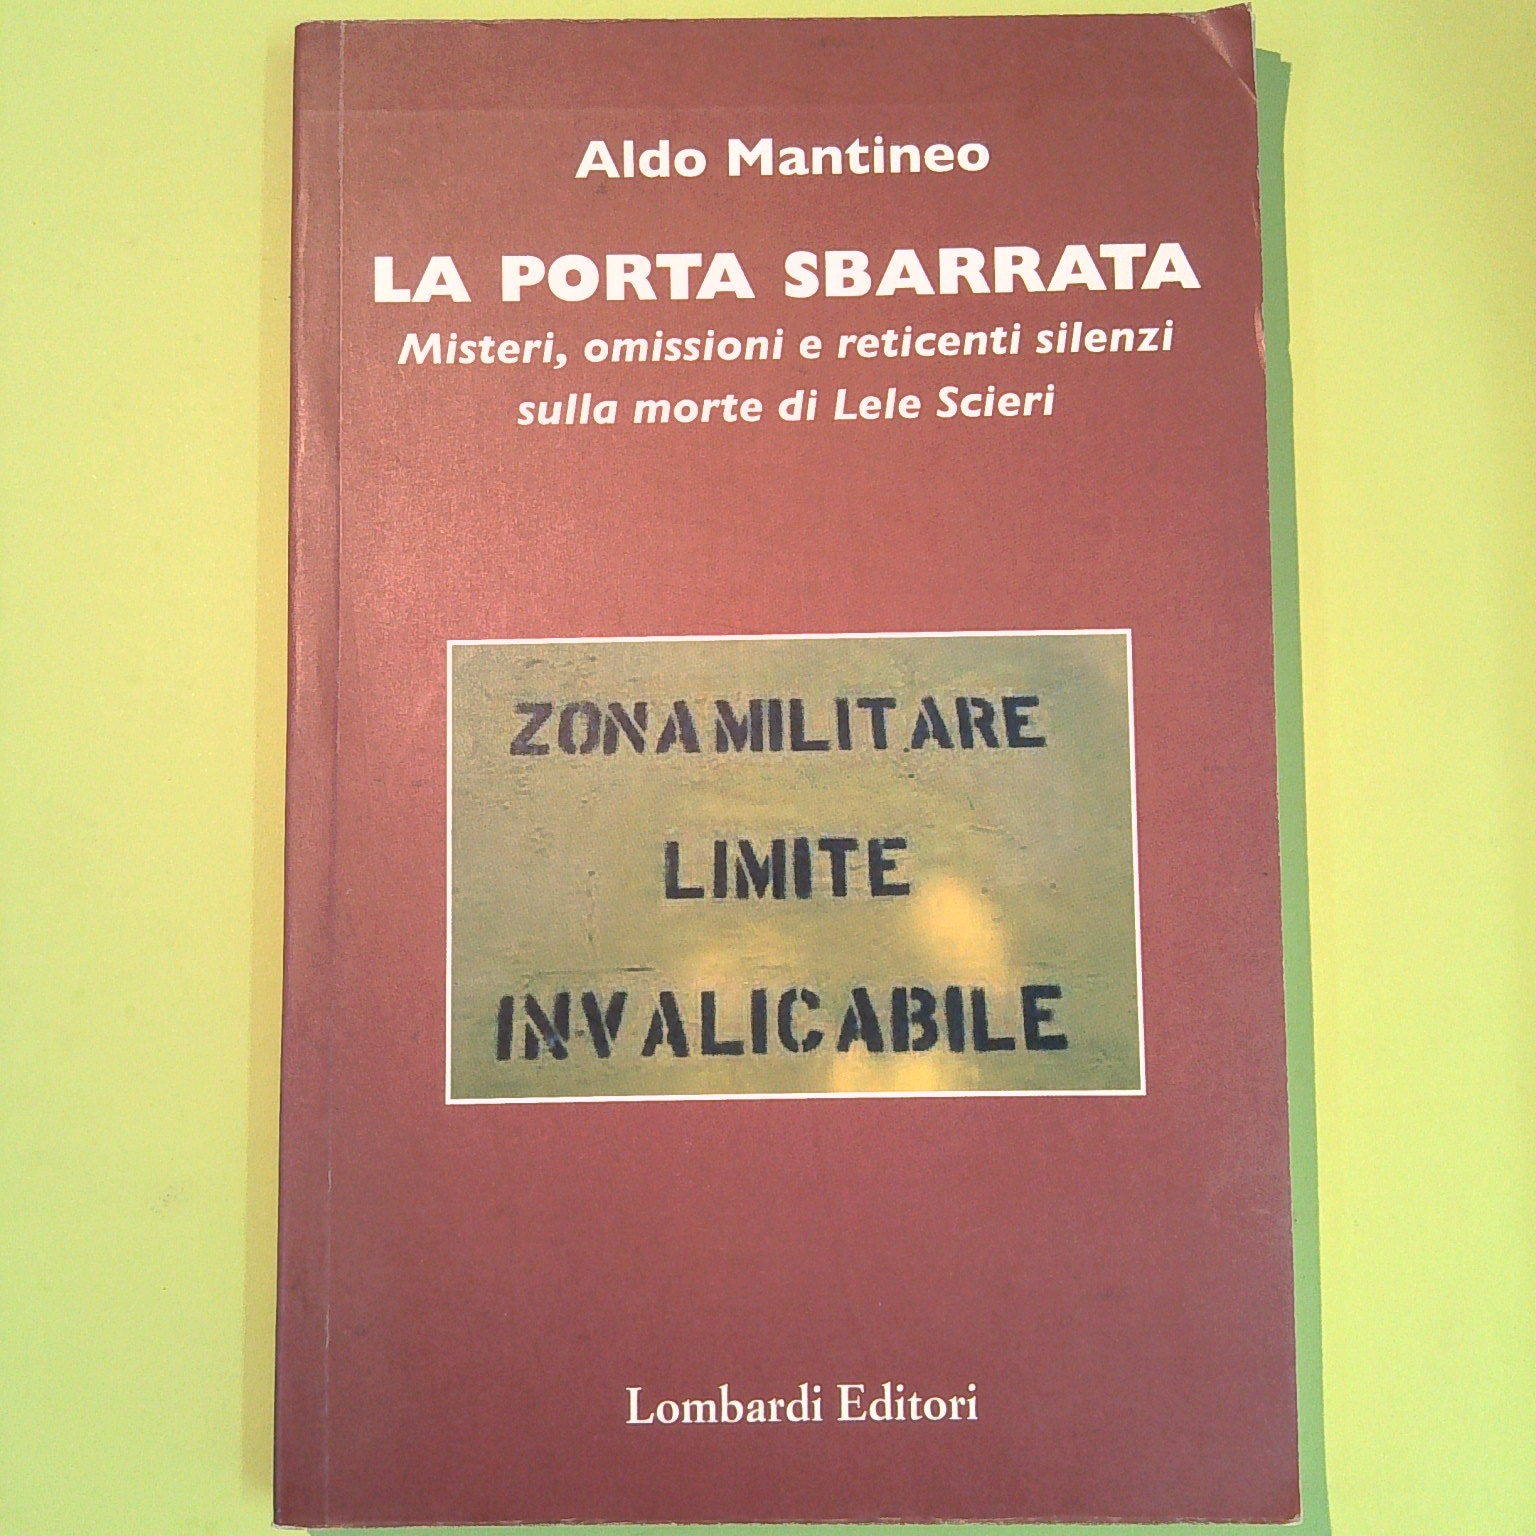 Aldo Mantineo
LA PORTA SBARRATA
Misteri, omissioni e reticenti silenzi
sulla morte di Lele Scieri
ZONA MILITARE
LIMITE
INVALICABILE
Lombardi Editori